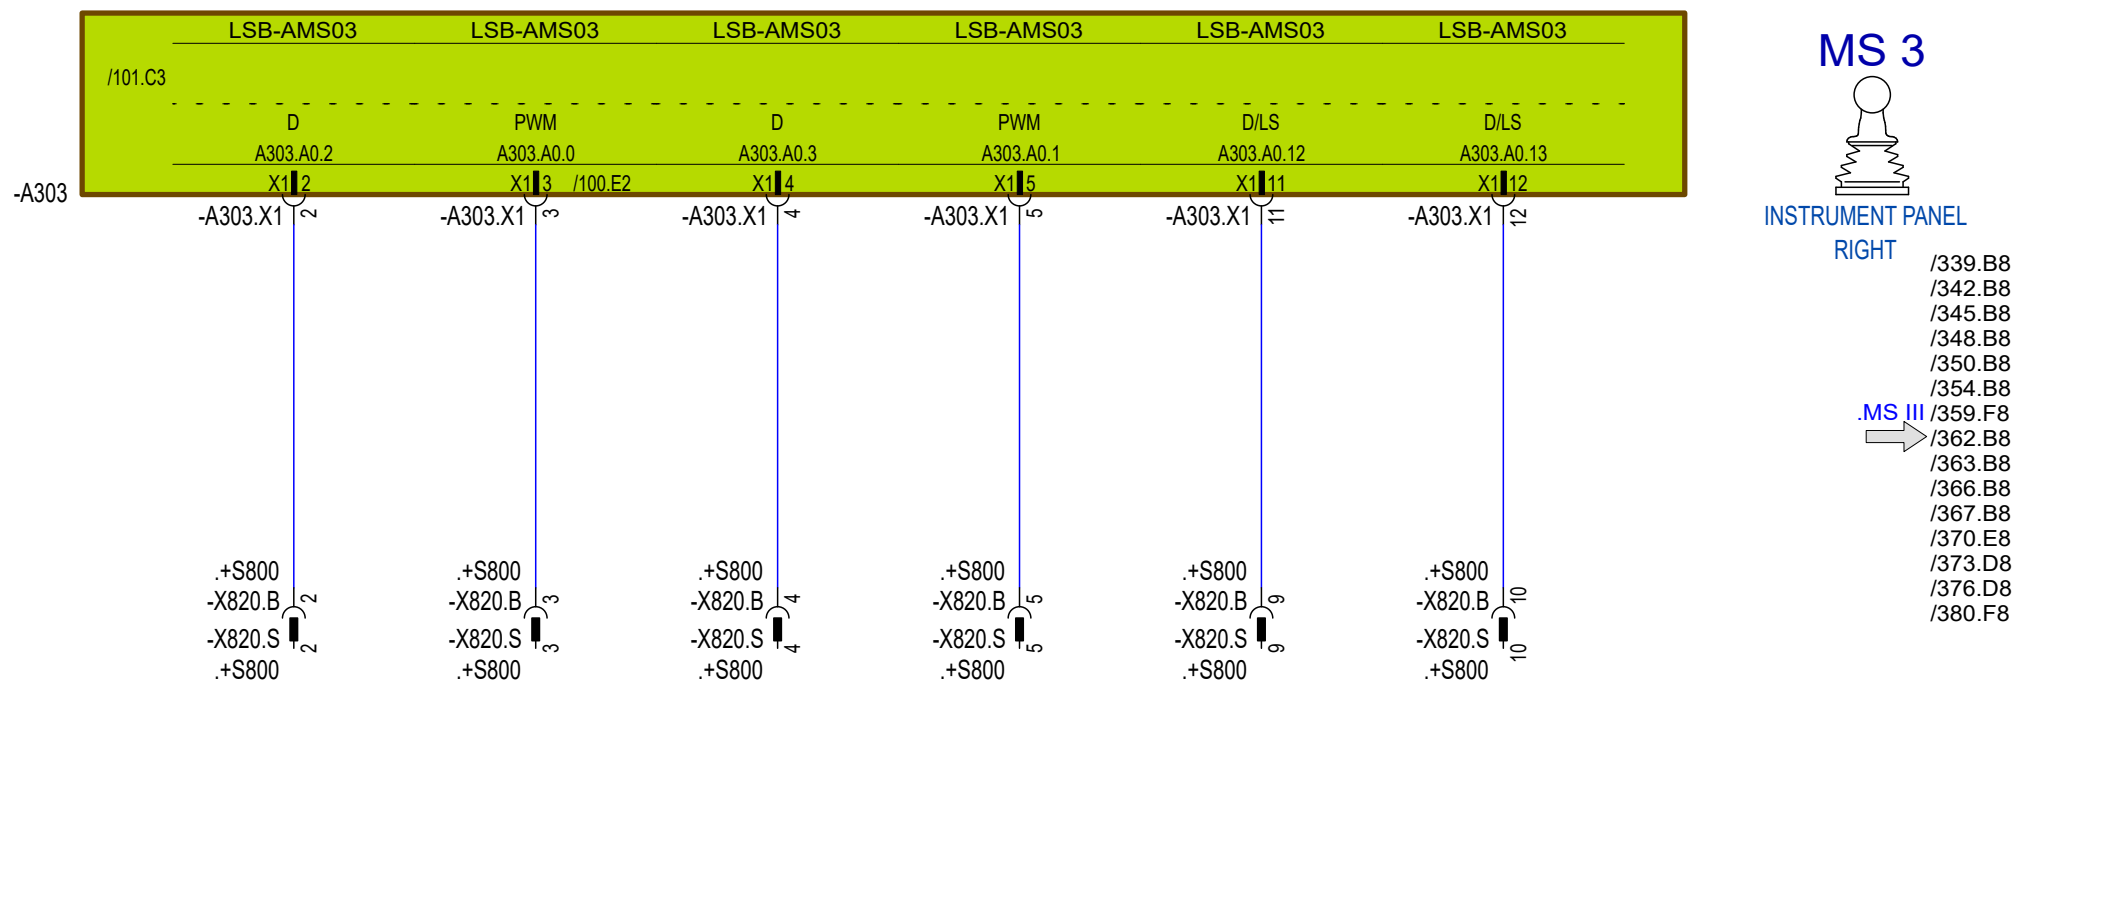 LSB-AMS03 LSB-AMS03 LSB-AMS03 LSB-AMS03 LSB-AMS03 LSB-AMS03
/101.C3
D PWM D PWM D/LS D/LS
A303.A0.2 A303.A0.0 A303.A0.3 A303.A0.1 A303.A0.12 A303.A0.13
X1 2 X1 3 /100.E2 X1 4 X1 5 X1 11 X1 12
-A303
-A303.X1 2 -A303.X1 3 -A303.X1 4 -A303.X1 5 -A303.X1 11 -A303.X1 12
.+S800 .+S800 .+S800 .+S800 .+S800 .+S800
-X820.B 2 -X820.B 3 -X820.B 4 -X820.B 5 -X820.B 9 -X820.B 10
-X820.S 2 -X820.S 3 -X820.S 4 -X820.S 5 -X820.S 9 -X820.S 10
.+S800 .+S800 .+S800 .+S800 .+S800 .+S800
MS 3
INSTRUMENT PANEL
RIGHT
/339.B8
/342.B8
/345.B8
/348.B8
/350.B8
/354.B8
.MS III /359.F8
/362.B8
/363.B8
/366.B8
/367.B8
/370.E8
/373.D8
/376.D8
/380.F8